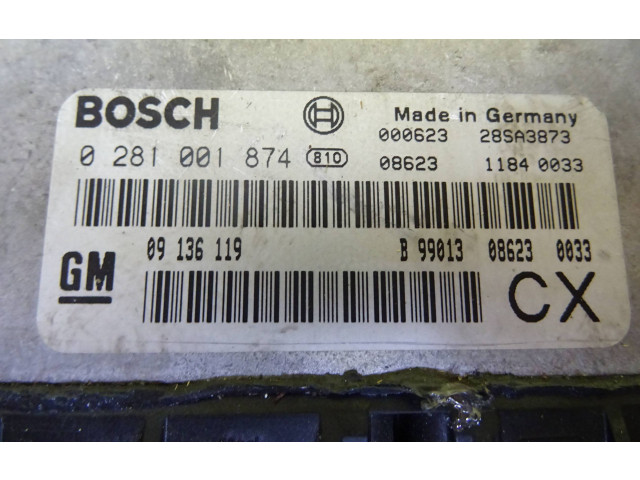 BOSCH
Made in Germany
000623 28SA3873
0 281 001 874 810
08623 1184 0033
09 136 119 B 99013 08623 0033
GM
CX